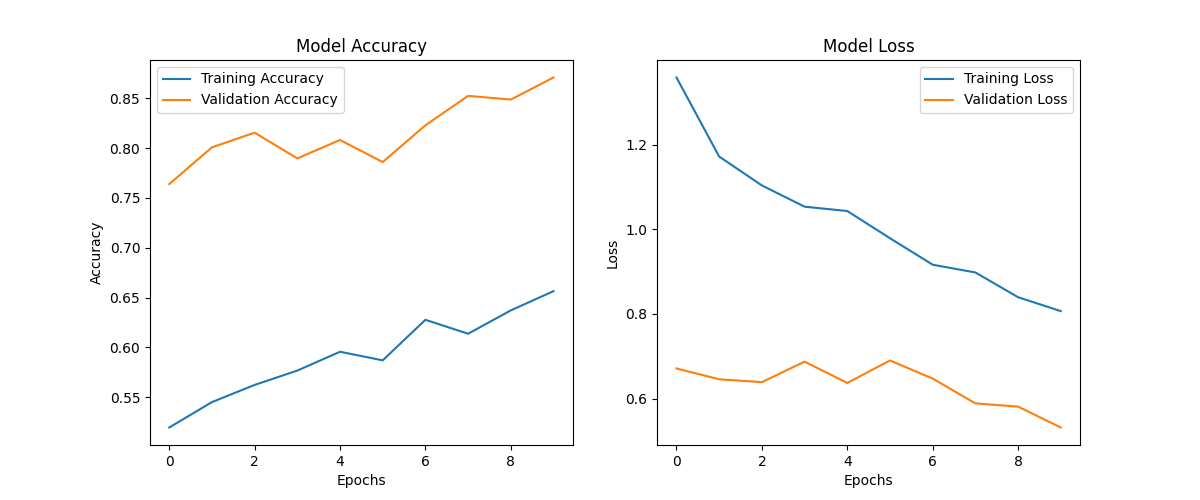 Model Accuracy
Training Accuracy
Validation Accuracy
0.85
0.80
0.75
0.70
0.65
0.60
0.55
Accuracy
0 2 4 6 8
Epochs
Model Loss
Training Loss
Validation Loss
1.2
1.0
0.8
0.6
Loss
0 2 4 6 8
Epochs